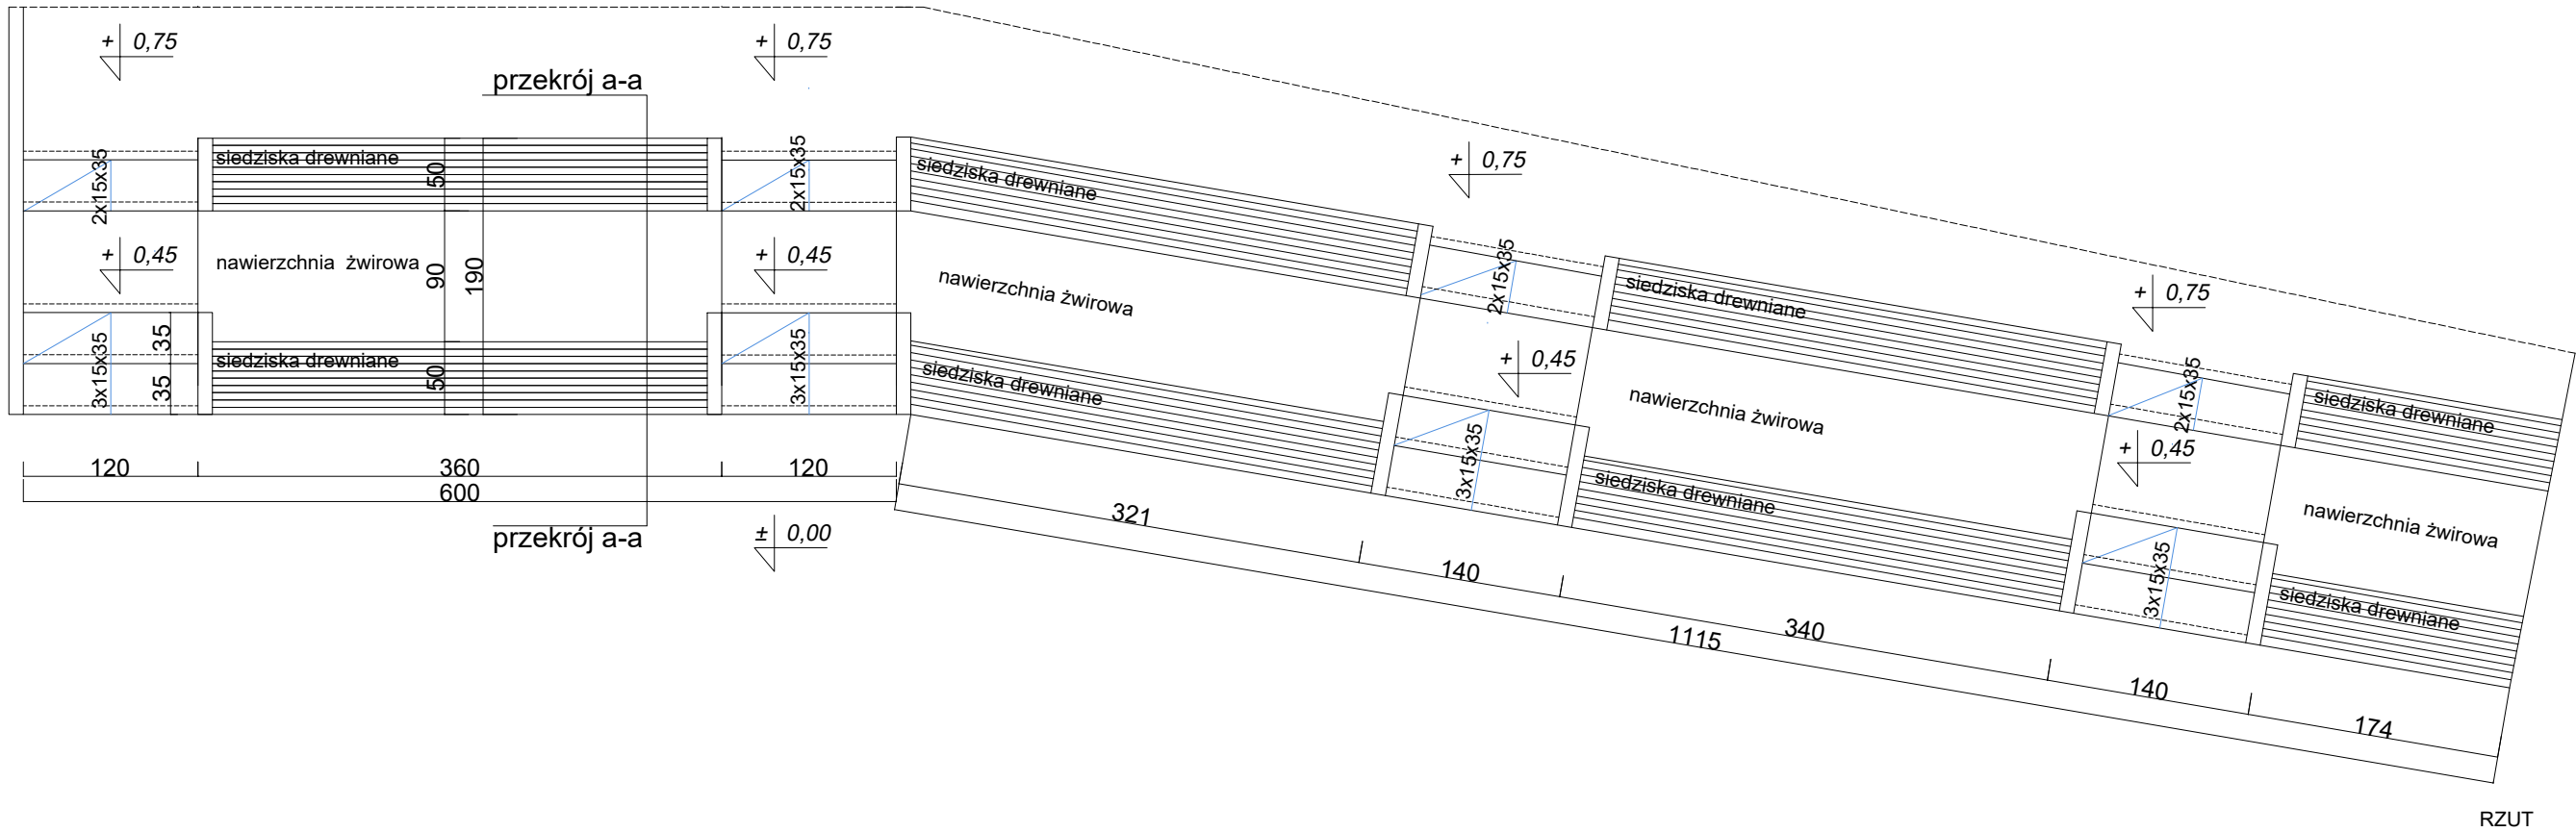 + 0,75
+ 0,75
przekrój a-a
+ 0,75
+ 0,75
siedziska drewniane
2x15x35
50
2x15x35
siedziska drewniane
2x15x35
siedziska drewniane
2x15x35
siedziska drewniane
+ 0,45
nawierzchnia żwirowa
90
190
+ 0,45
nawierzchnia żwirowa
+ 0,45
nawierzchnia żwirowa
+ 0,45
nawierzchnia żwirowa
3x15x35
35
35
siedziska drewniane
50
3x15x35
siedziska drewniane
3x15x35
siedziska drewniane
3x15x35
siedziska drewniane
120
360
120
600
przekrój a-a
± 0,00
321
140
340
140
174
1115
RZUT